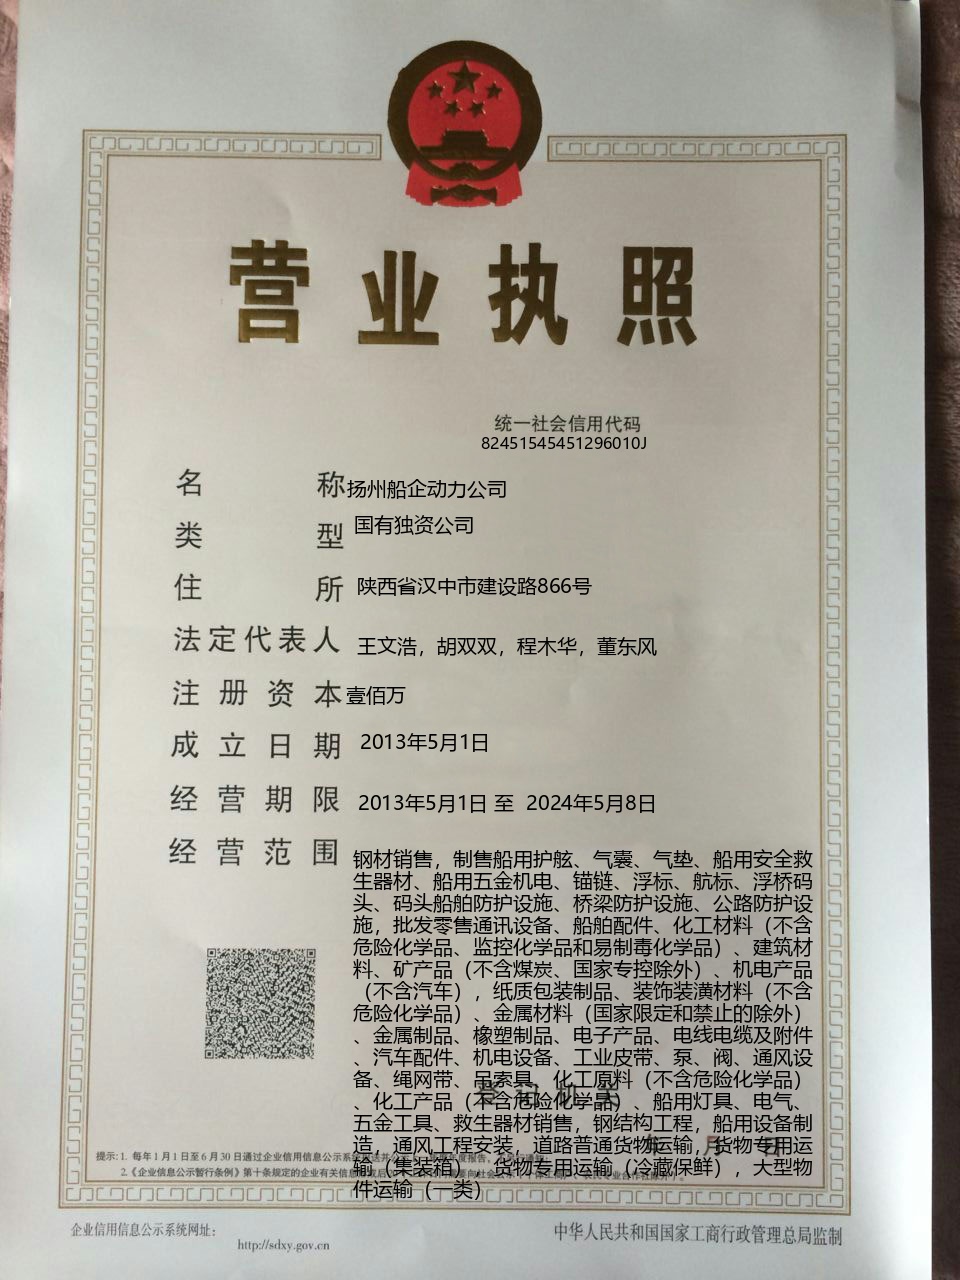 营业执照
统一社会信用代码
82451545451296010J
名称 扬州船企动力公司
类型 国有独资公司
住所 陕西省汉中市建设路866号
法定代表人 王文浩，胡双双，程木华，董东风
注册资本 壹佰万
成立日期 2013年5月1日
经营期限 2013年5月1日 至 2024年5月8日
经营范围 钢材销售，制售船用护舷、气囊、气垫、船用安全救
生器材、船用五金机电、锚链、浮标、航标、浮桥码
头、码头船舶防护设施、桥梁防护设施、公路防护设
施，批发零售通讯设备、船舶配件、化工材料（不含
危险化学品、监控化学品和易制毒化学品）、建筑材
料、矿产品（不含煤炭、国家专控除外）、机电产品
（不含汽车），纸质包装制品、装饰装潢材料（不含
危险化学品）、金属材料（国家限定和禁止的除外）
、金属制品、橡塑制品、电子产品、电线电缆及附件
、汽车配件、机电设备、工业皮带、泵、阀、通风设
备、绳网带、吊索具、化工原料（不含危险化学品）
登记机关
、化工产品（不含危险化学品）、船用灯具、电气、
五金工具、救生器材销售，钢结构工程，船用设备制
造、通风工程安装，道路普通货物运输，货物专用运
年 5月 日
输（集装箱），货物专用运输（冷藏保鲜），大型物
件运输（一类）
提示：1. 每年1月1日至6月30日通过企业信用信息公示系统
2.《企业信息公示暂行条例》第十条规定的企业有关信息
企业信用信息公示系统网址：
http://sdxy.gov.cn
中华人民共和国国家工商行政管理总局监制